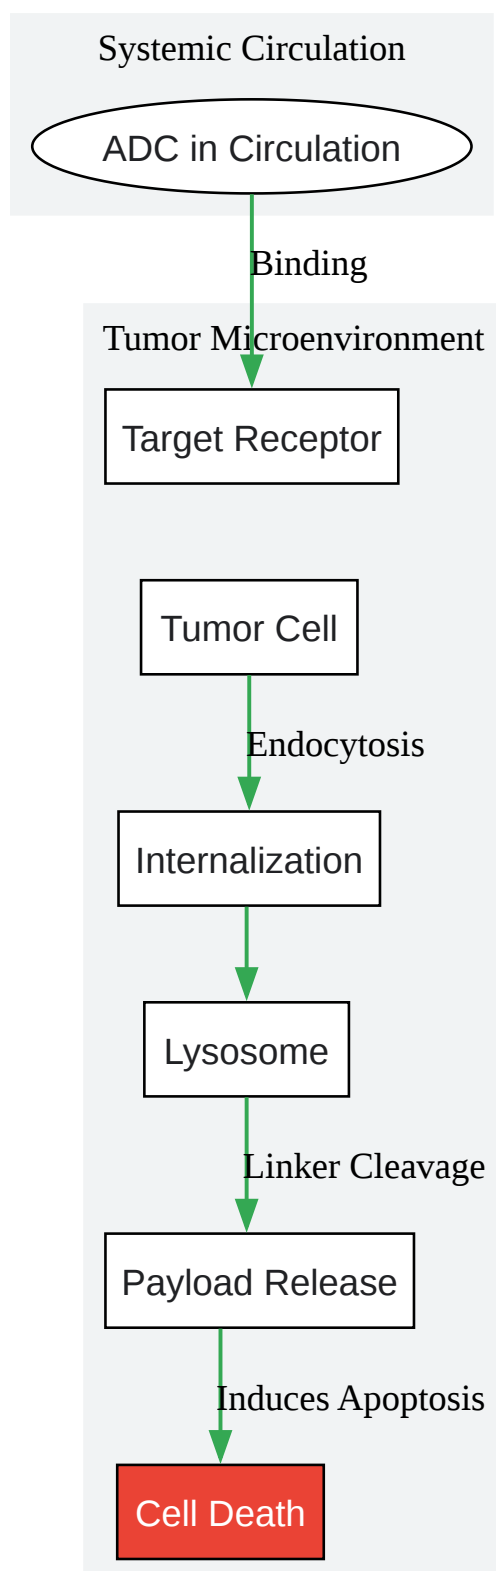 Systemic Circulation
ADC in Circulation
Binding
Tumor Microenvironment
Target Receptor
Tumor Cell
Endocytosis
Internalization
Lysosome
Linker Cleavage
Payload Release
Induces Apoptosis
Cell Death